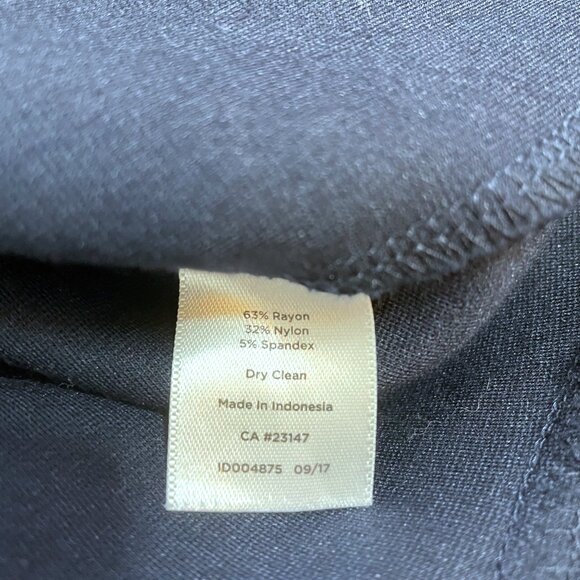 63% Rayon
32% Nylon
5% Spandex
Dry Clean
Made In Indonesia
CA #23147
ID004875 09/17